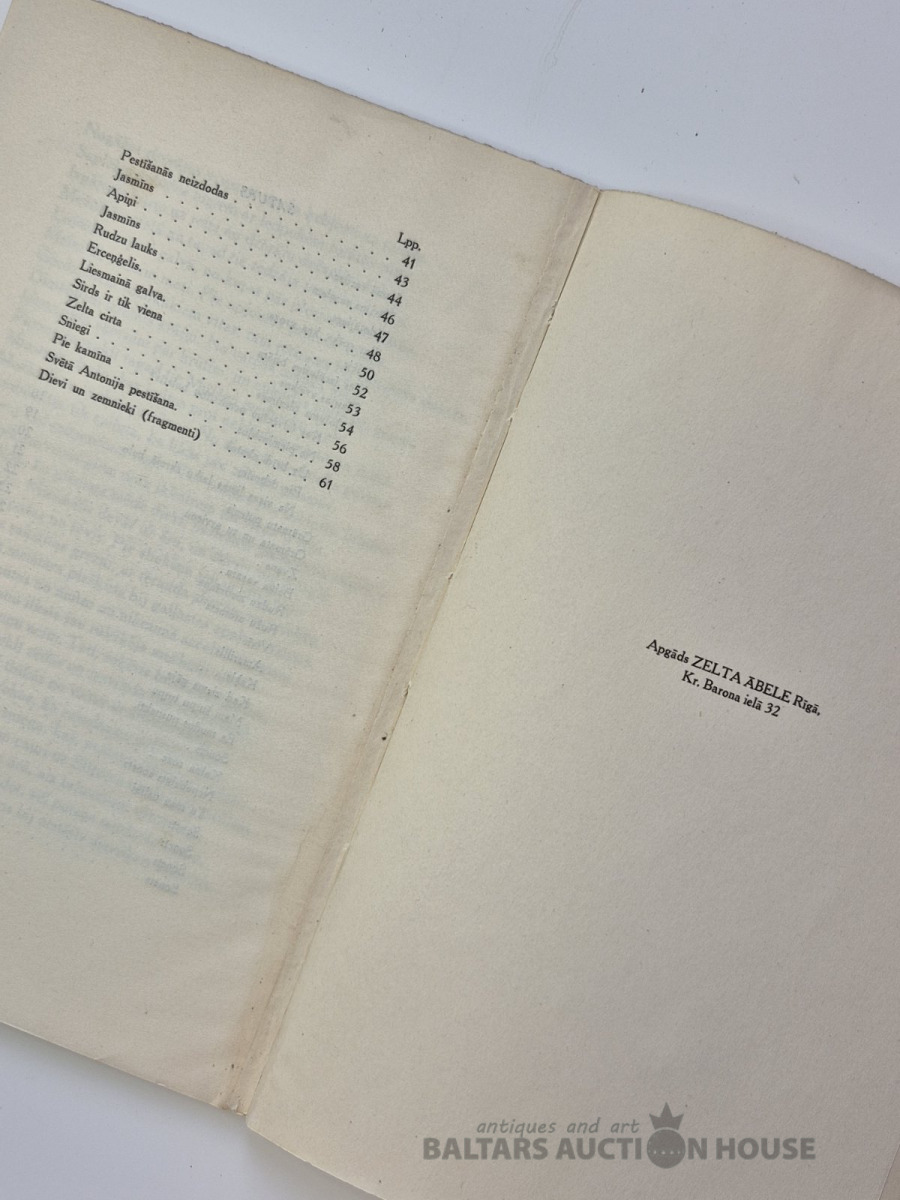 Lpp.
Pestīšanās neizdodas . . . . . . . . . . 41
Jasmīns . . . . . . . . . . . . . . 43
Apiņi . . . . . . . . . . . . . . . 44
Jasmīns . . . . . . . . . . . . . . 46
Rudzu lauks . . . . . . . . . . . . . 47
Erceņģelis. . . . . . . . . . . . . . 48
Liesmainā galva. . . . . . . . . . . . 50
Sirds ir tik viena . . . . . . . . . . . 52
Zelta cirta . . . . . . . . . . . . . 53
Sniegi . . . . . . . . . . . . . . . 54
Pie kamīna . . . . . . . . . . . . . 56
Svētā Antonija pestīšana. . . . . . . . . 58
Dievi un zemnieki (fragmenti) . . . . . . . 61
Apgāds ZELTA ĀBELE Rīgā,
Kr. Barona ielā 32
antiques and art
BALTARS AUCTION HOUSE